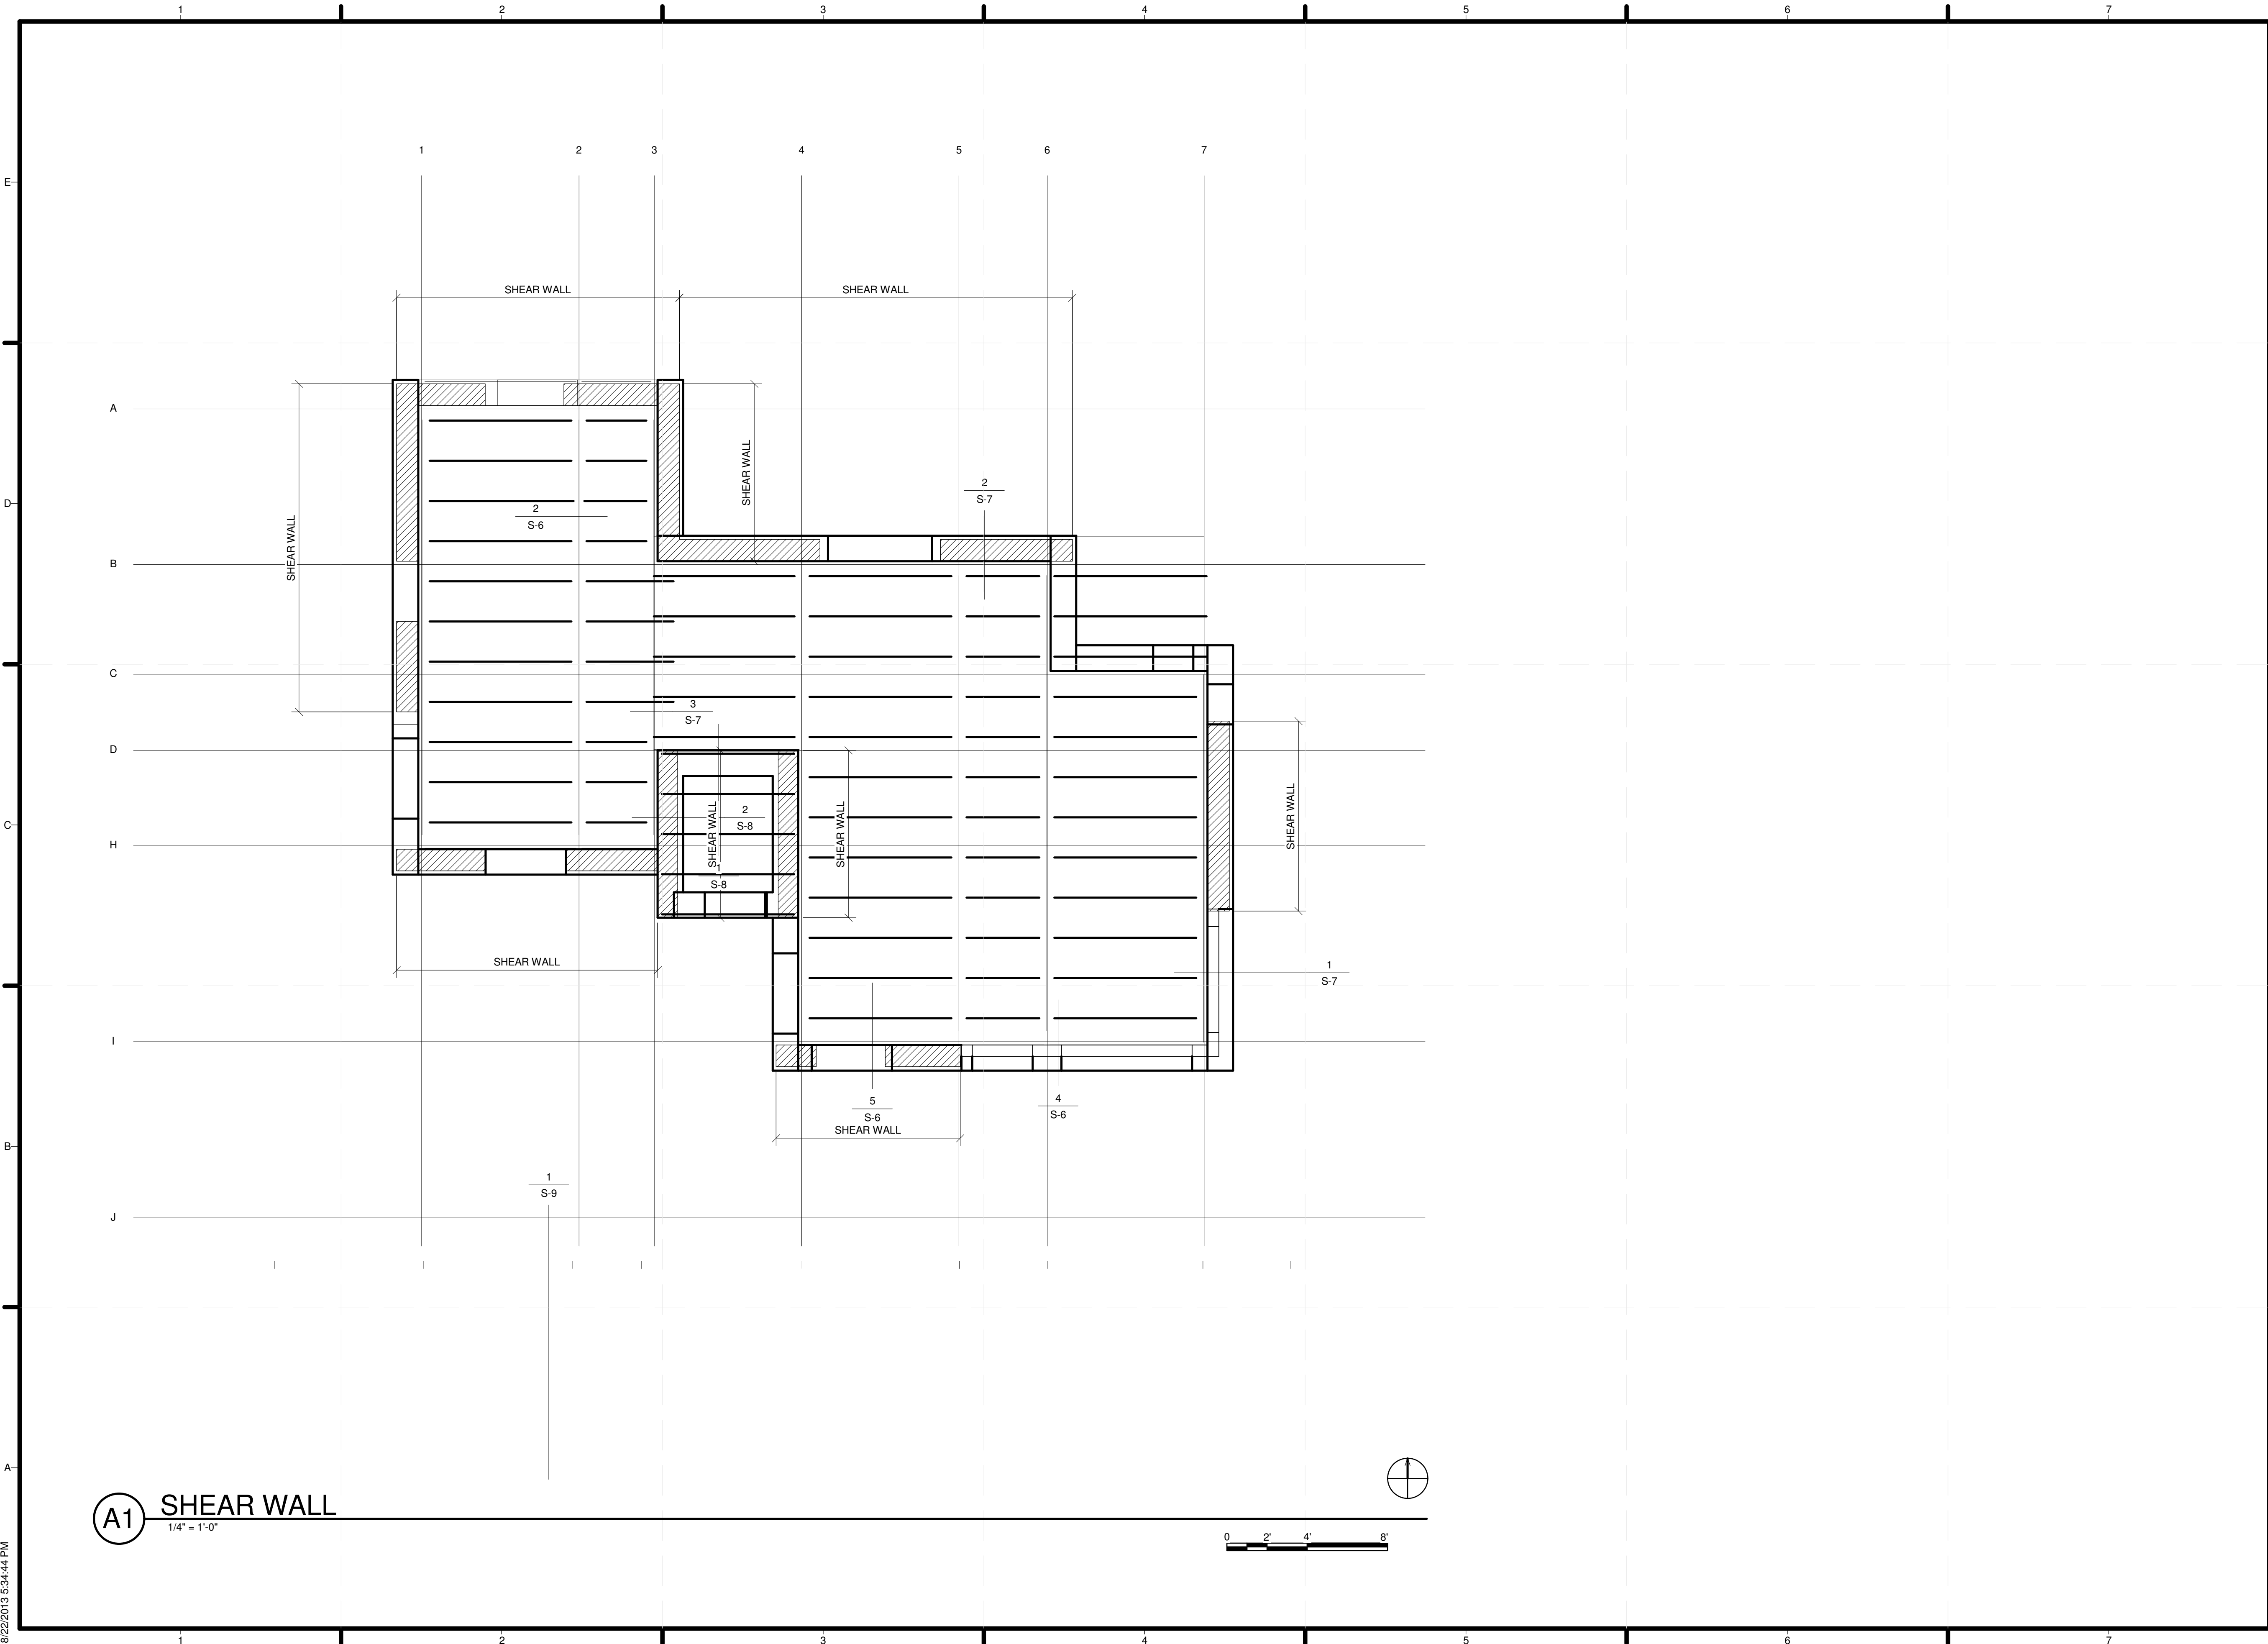 1 2 3 4 5 6 7
E
1 2 3 4 5 6 7
SHEAR WALL SHEAR WALL
A
SHEAR WALL
2
S-7
D
2
S-6
SHEAR WALL
B
C
3
S-7
D
SHEAR WALL
SHEAR WALL
SHEAR WALL
2
S-8
C
H
1
S-8
SHEAR WALL
1
S-7
I
5
S-6
4
S-6
SHEAR WALL
B
1
S-9
J
A
A1 SHEAR WALL
1/4" = 1'-0"
0 2' 4' 8'
8/22/2013 5:34:44 PM
1 2 3 4 5 6 7